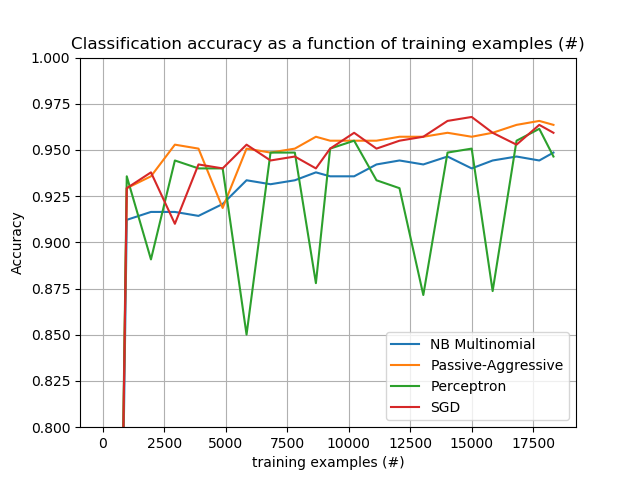 Classification accuracy as a function of training examples (#)
1.000
0.975
0.950
0.925
0.900
0.875
0.850
0.825
0.800
Accuracy
NB Multinomial
Passive-Aggressive
Perceptron
SGD
0 2500 5000 7500 10000 12500 15000 17500
training examples (#)